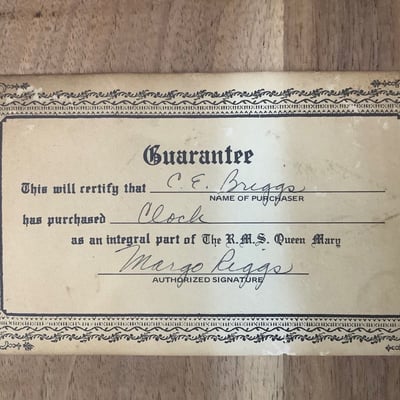 Guarantee
This will certify that C. E. Briggs
NAME OF PURCHASER
has purchased Clock
as an integral part of The R.M.S. Queen Mary
Margo Riggs
AUTHORIZED SIGNATURE